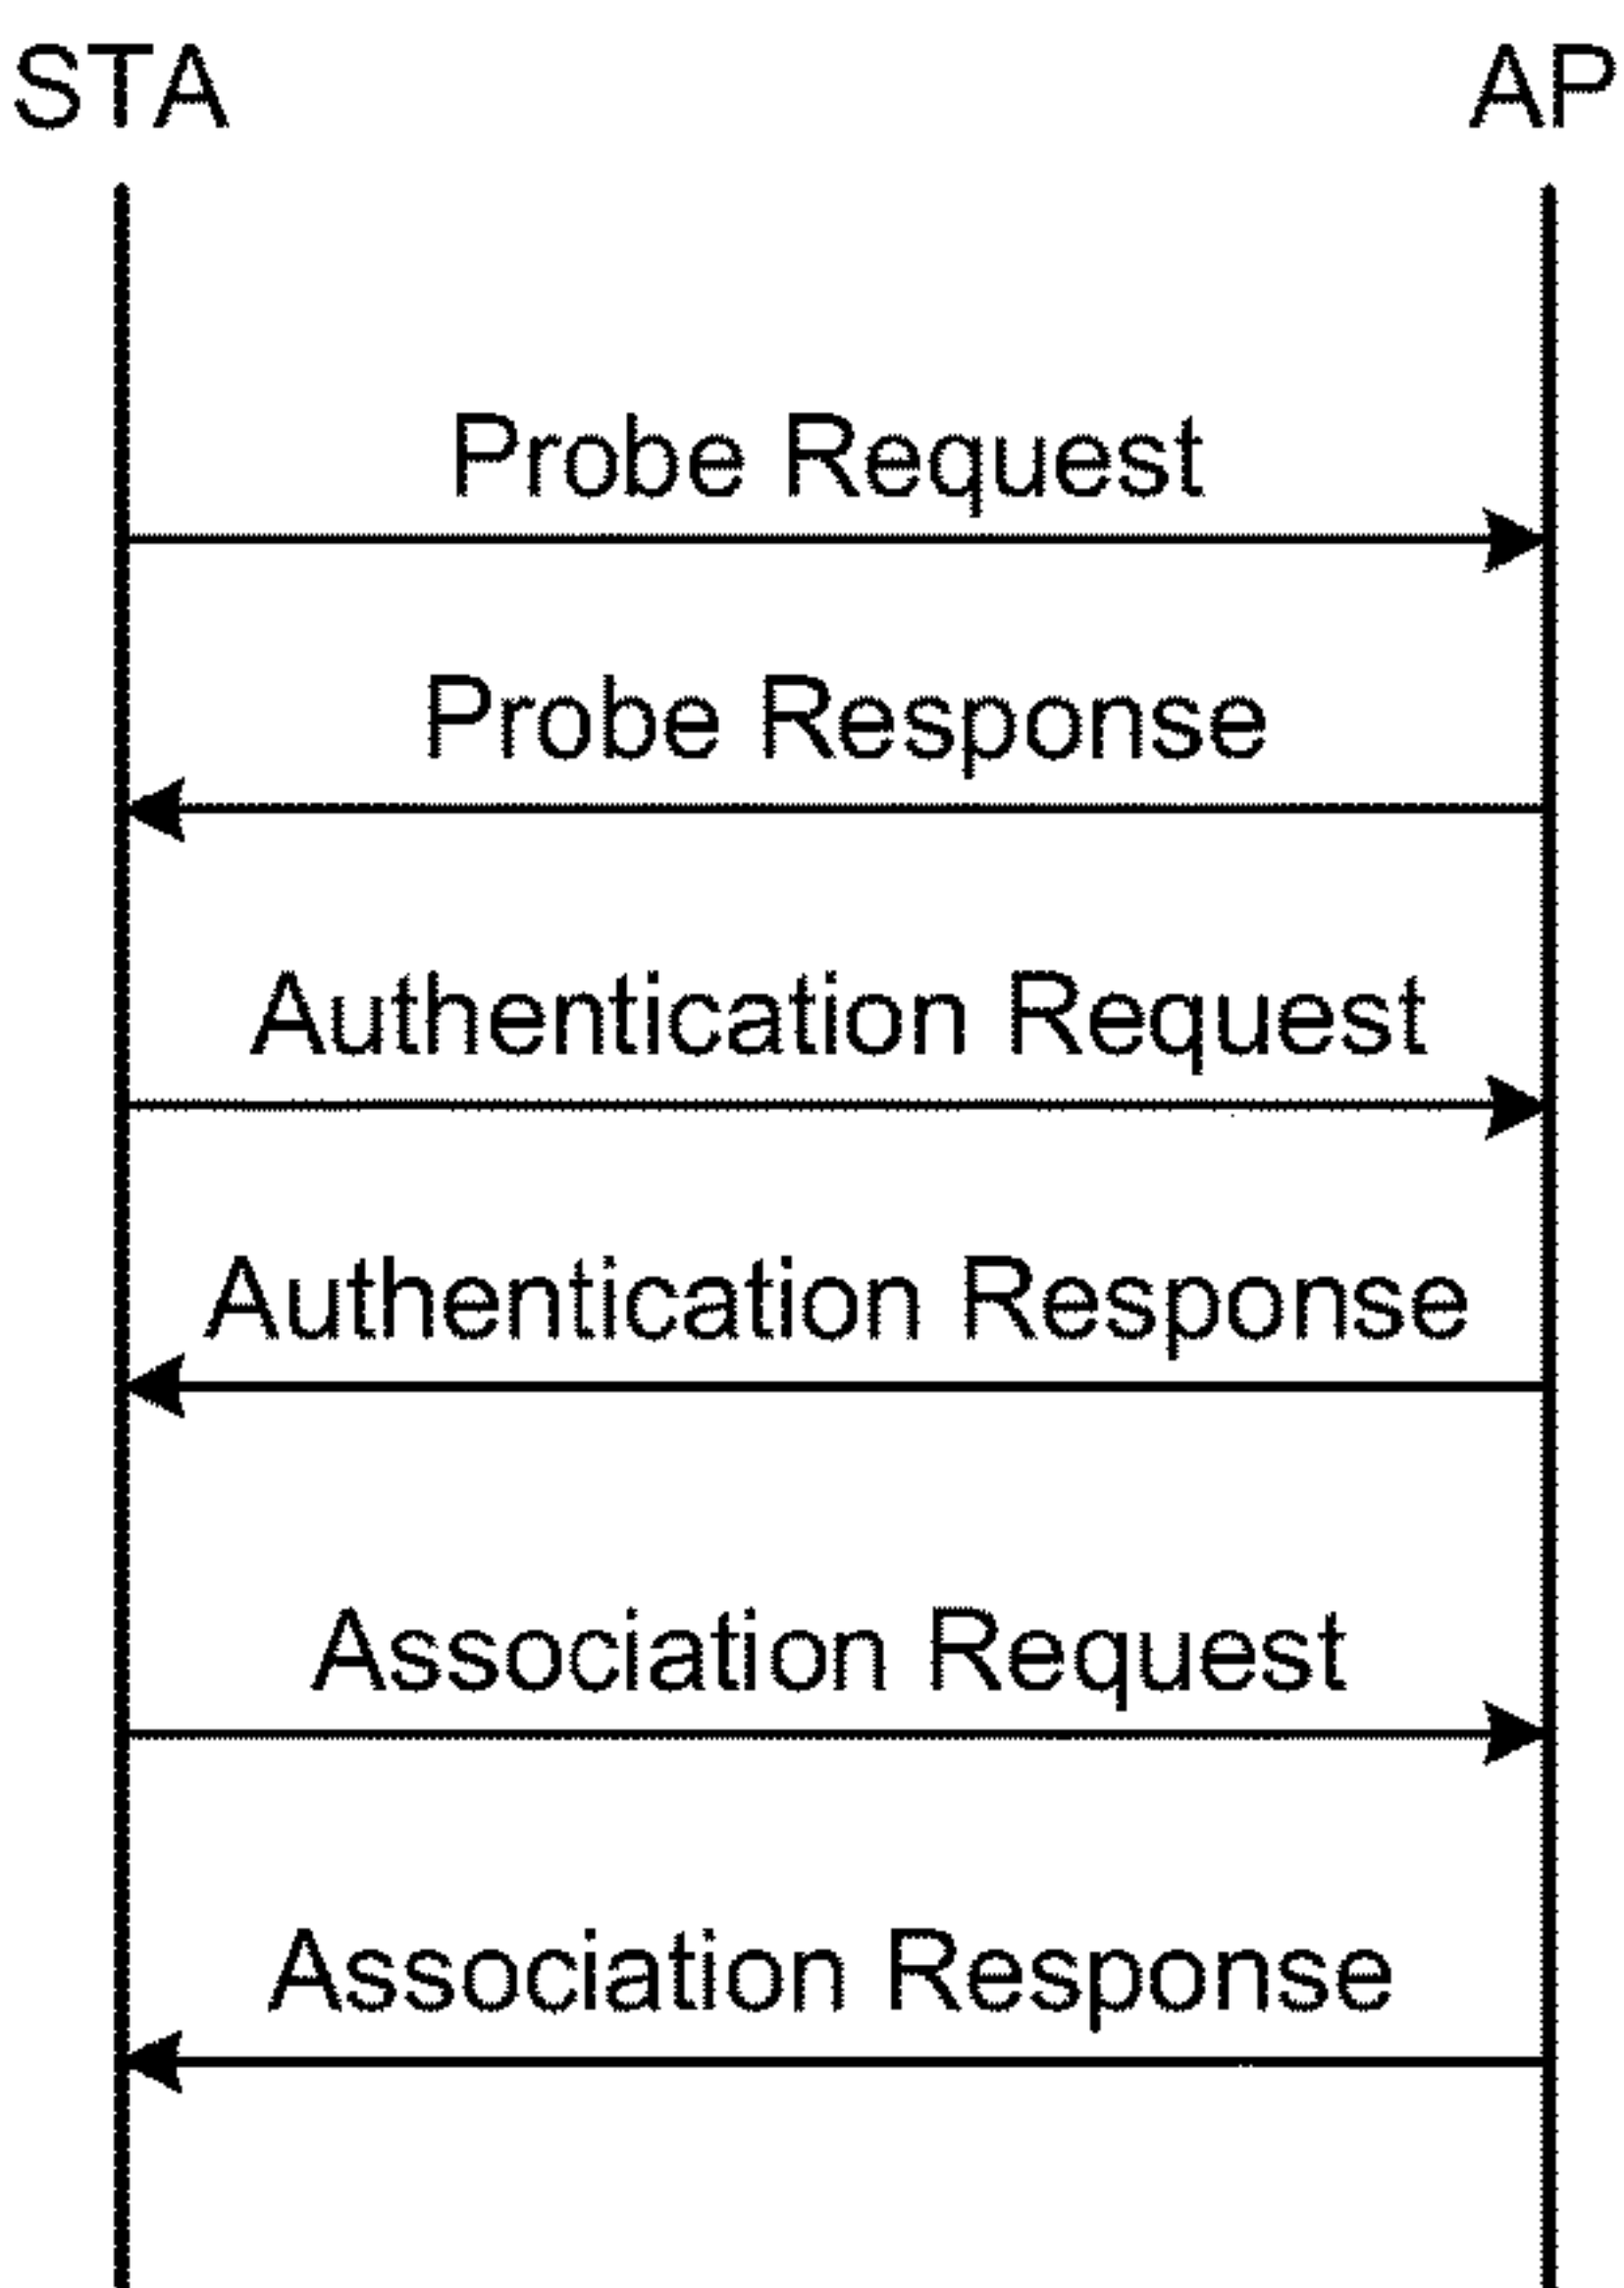 STA AP
Probe Request
Probe Response
Authentication Request
Authentication Response
Association Request
Association Response